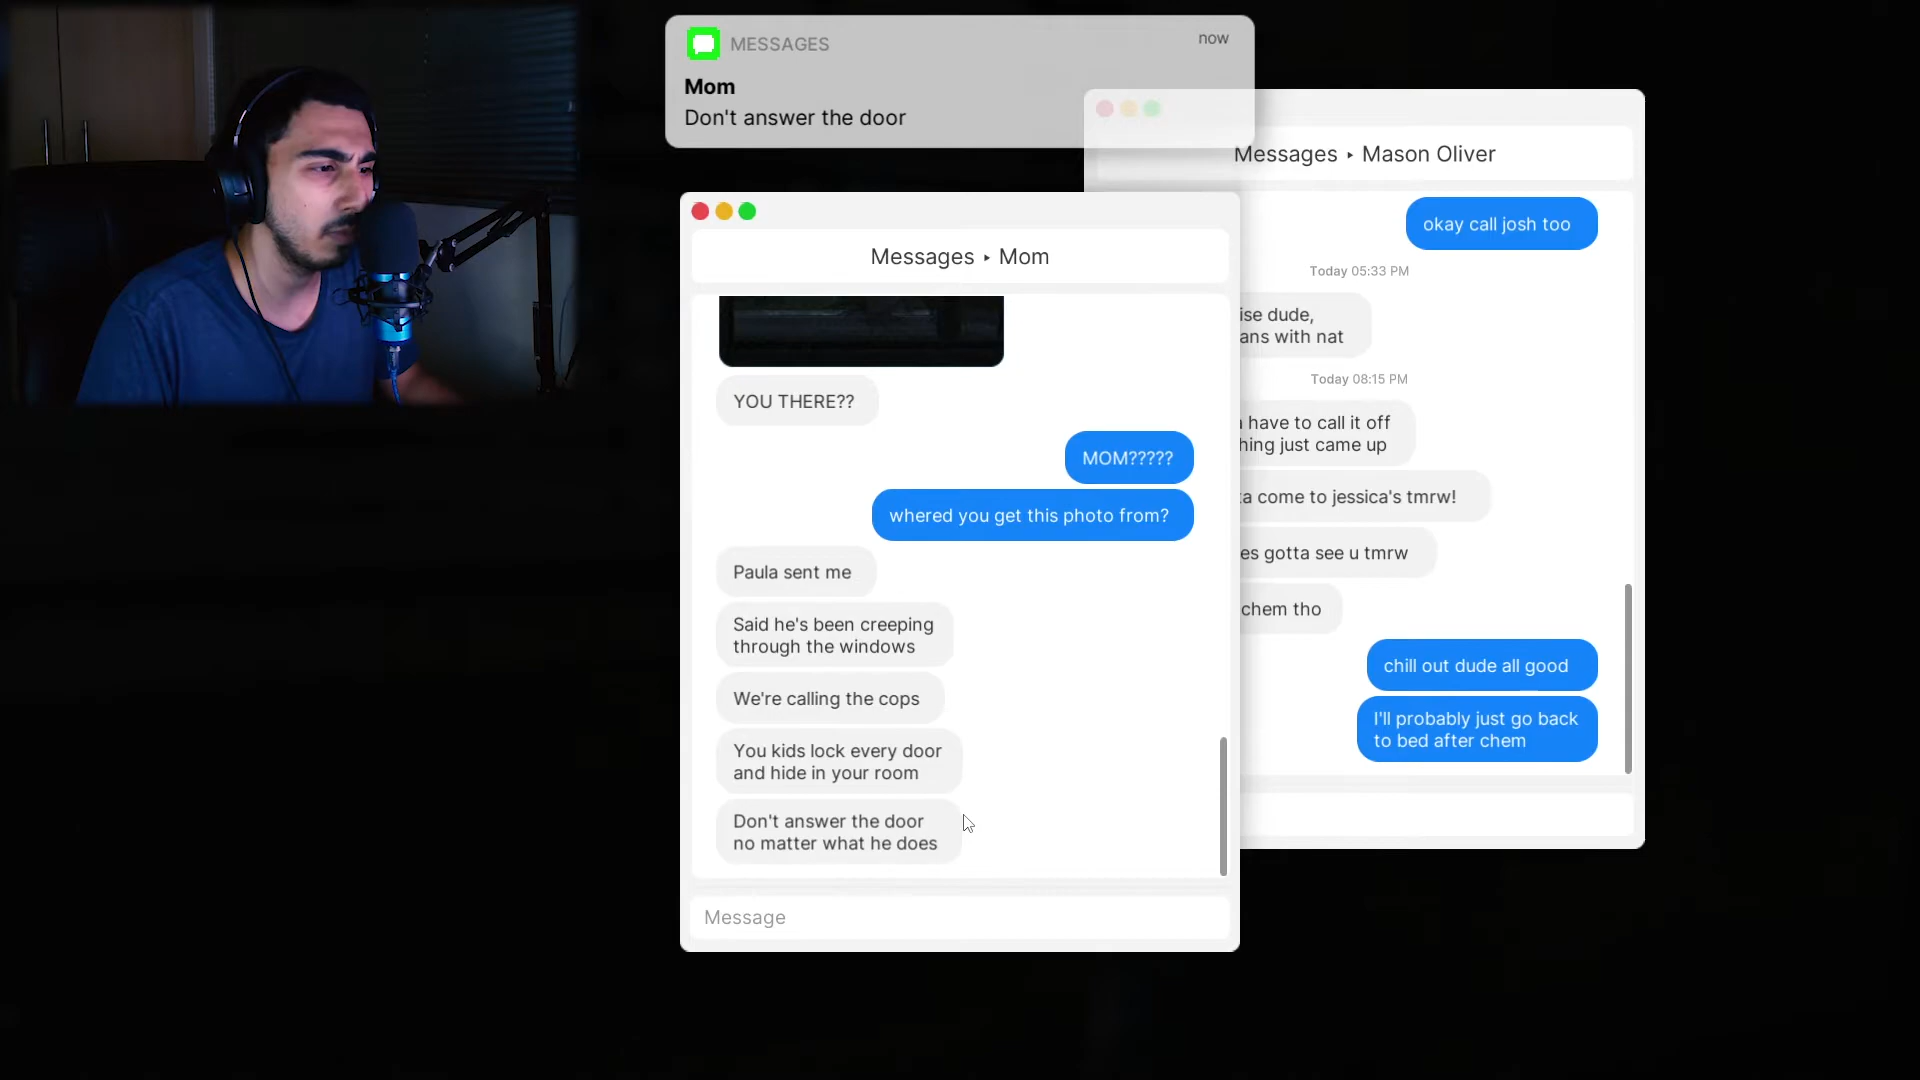 MESSAGES
now
Mom
Don't answer the door
Messages ‣ Mom
YOU THERE??
MOM?????
whered you get this photo from?
Paula sent me
Said he's been creeping
through the windows
We're calling the cops
You kids lock every door
and hide in your room
Don't answer the door
no matter what he does
Message
Messages ‣ Mason Oliver
okay call josh too
Today 05:33 PM
dude,
with nat
Today 08:15 PM
have to call it off
just came up
come to jessica's tmrw!
gotta see u tmrw
chem tho
chill out dude all good
I'll probably just go back
to bed after chem